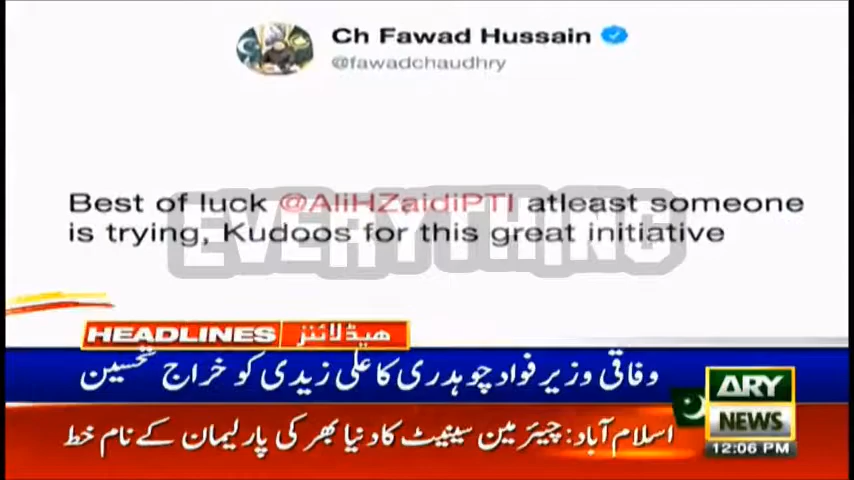 Ch Fawad Hussain
@fawadchaudhry
Best of luck @AliHZaidiPTI atleast someone
is trying, Kudoos for this great initiative
EVERYTHING
HEADLINES ھیڈلائنز
وفاقی وزیر فواد چوہدری کا علی زیدی کو خراج تحسین
اسلام آباد: چیئرمین سینیٹ کا دنیا بھر کی پارلیمان کے نام خط
ARY
NEWS
12:06 PM